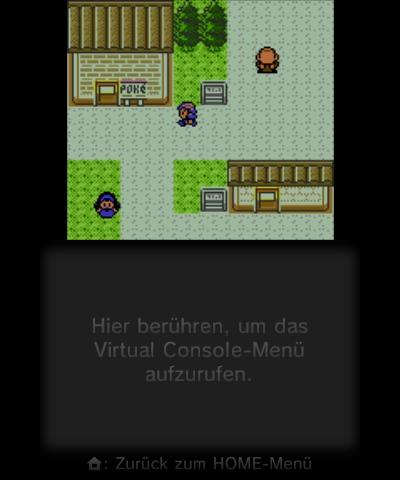 POKé
Hier berühren, um das
Virtual Console-Menü
aufzurufen.
: Zurück zum HOME-Menü